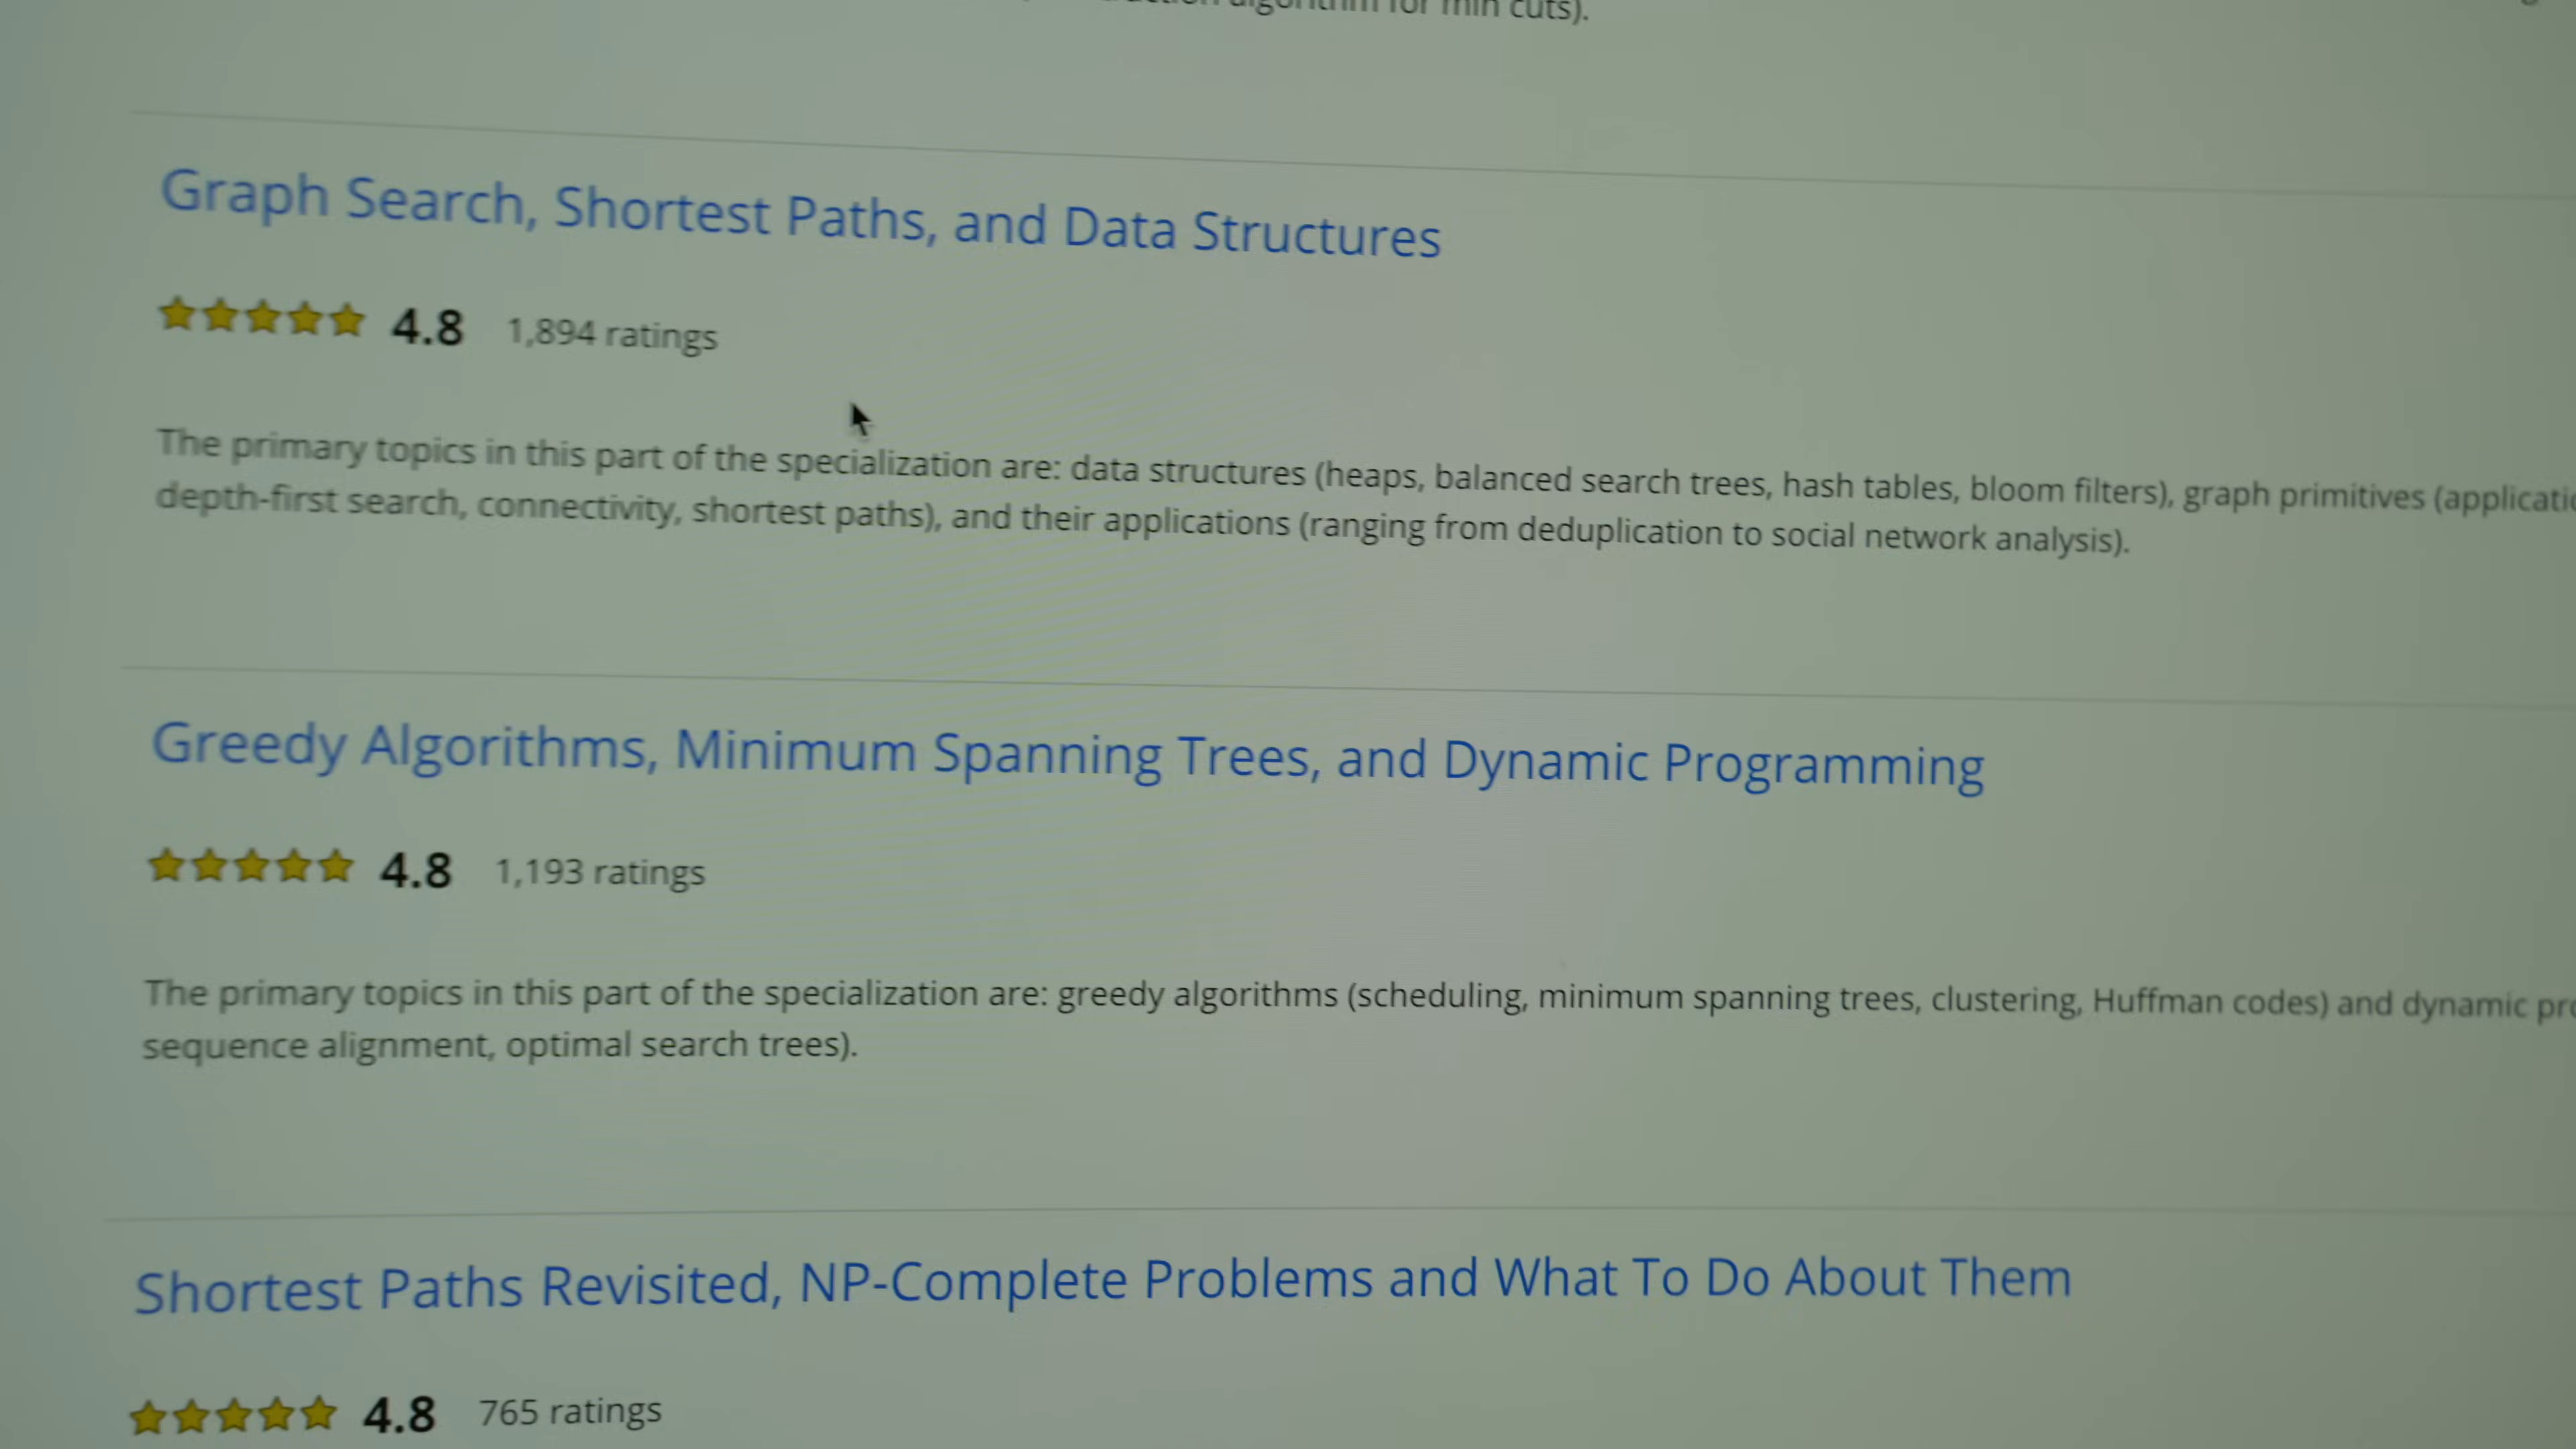 algorithm for min cuts).
Graph Search, Shortest Paths, and Data Structures
4.8 1,894 ratings
The primary topics in this part of the specialization are: data structures (heaps, balanced search trees, hash tables, bloom filters), graph primitives
depth-first search, connectivity, shortest paths), and their applications (ranging from deduplication to social network analysis).
Greedy Algorithms, Minimum Spanning Trees, and Dynamic Programming
4.8 1,193 ratings
The primary topics in this part of the specialization are: greedy algorithms (scheduling, minimum spanning trees, clustering, Huffman codes) and dynamic
sequence alignment, optimal search trees).
Shortest Paths Revisited, NP-Complete Problems and What To Do About Them
4.8 765 ratings